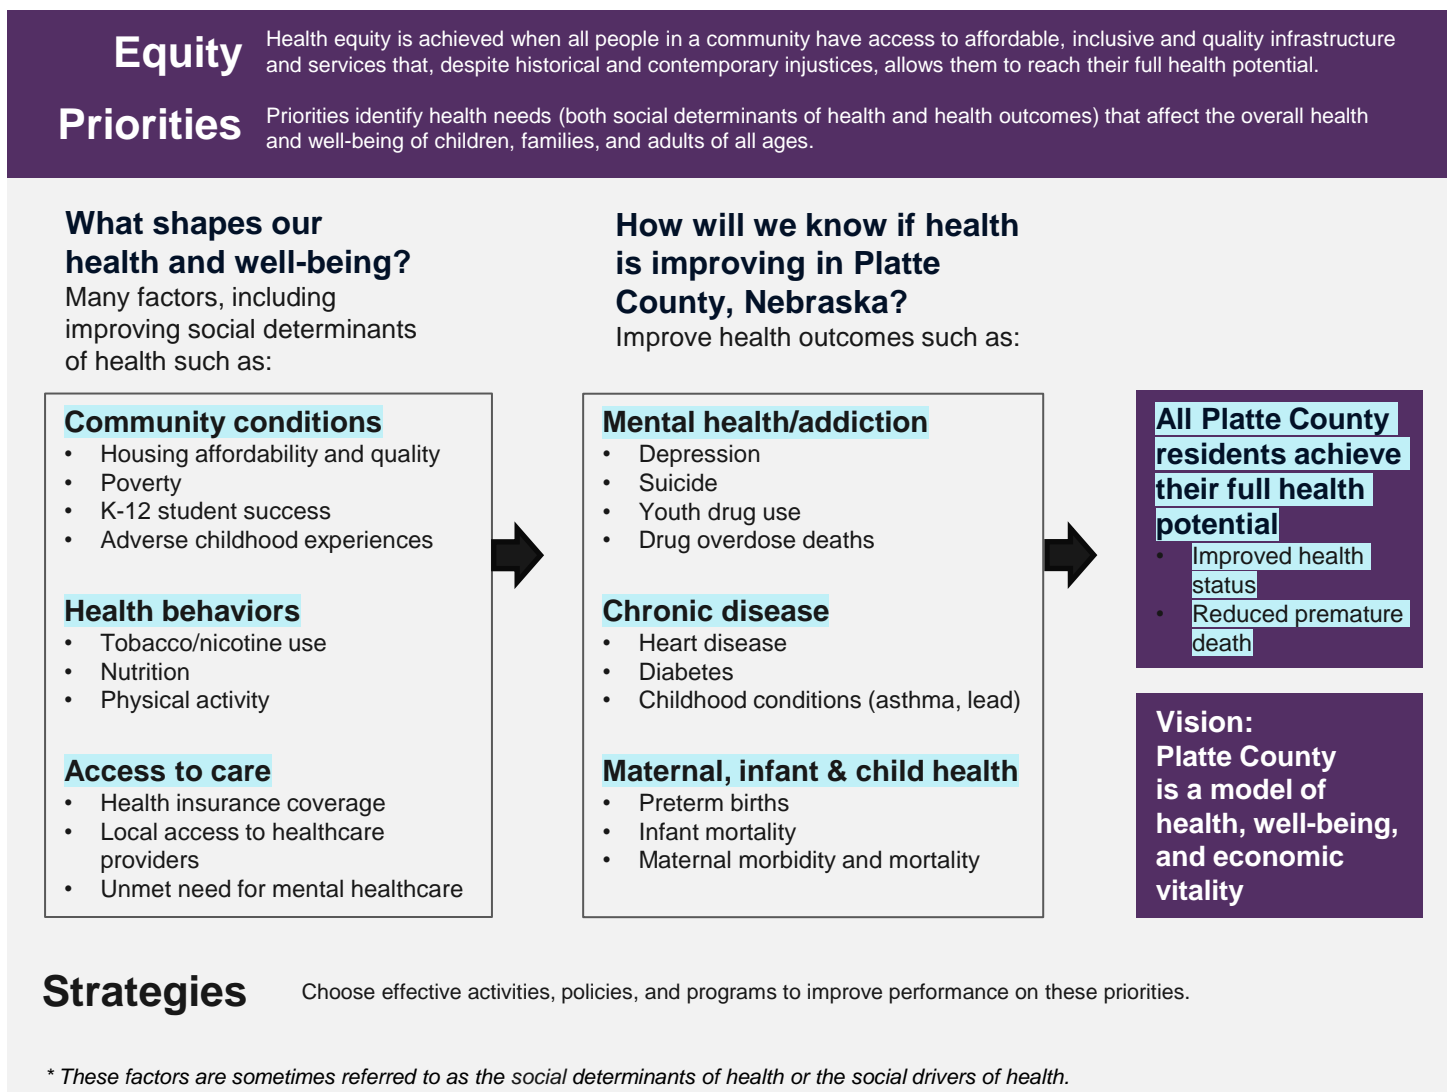 Equity
Health equity is achieved when all people in a community have access to affordable, inclusive and quality infrastructure
and services that, despite historical and contemporary injustices, allows them to reach their full health potential.
Priorities
Priorities identify health needs (both social determinants of health and health outcomes) that affect the overall health
and well-being of children, families, and adults of all ages.
What shapes our
health and well-being?
Many factors, including
improving social determinants
of health such as:
Community conditions
• Housing affordability and quality
• Poverty
• K-12 student success
• Adverse childhood experiences
Health behaviors
• Tobacco/nicotine use
• Nutrition
• Physical activity
Access to care
• Health insurance coverage
• Local access to healthcare
providers
• Unmet need for mental healthcare
How will we know if health
is improving in Platte
County, Nebraska?
Improve health outcomes such as:
Mental health/addiction
• Depression
• Suicide
• Youth drug use
• Drug overdose deaths
Chronic disease
• Heart disease
• Diabetes
• Childhood conditions (asthma, lead)
Maternal, infant & child health
• Preterm births
• Infant mortality
• Maternal morbidity and mortality
All Platte County
residents achieve
their full health
potential
• Improved health
status
• Reduced premature
death
Vision:
Platte County
is a model of
health, well-being,
and economic
vitality
Strategies
Choose effective activities, policies, and programs to improve performance on these priorities.
* These factors are sometimes referred to as the social determinants of health or the social drivers of health.